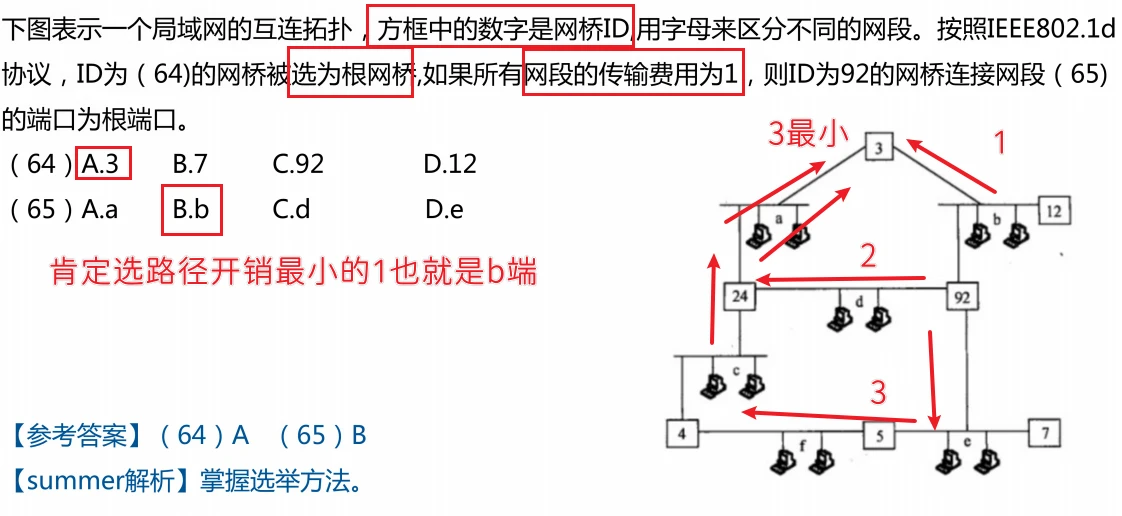 下图表示一个局域网的互连拓扑，方框中的数字是网桥ID,用字母来区分不同的网段。按照IEEE802.1d
协议，ID为（64)的网桥被选为根网桥,如果所有网段的传输费用为1，则ID为92的网桥连接网段（65)
的端口为根端口。
（64）A.3 B.7 C.92 D.12
（65）A.a B.b C.d D.e
肯定选路径开销最小的1也就是b端
3最小
3
1
a
b
12
2
24
d
92
c
3
4
f
5
e
7
【参考答案】（64）A （65）B
【summer解析】掌握选举方法。